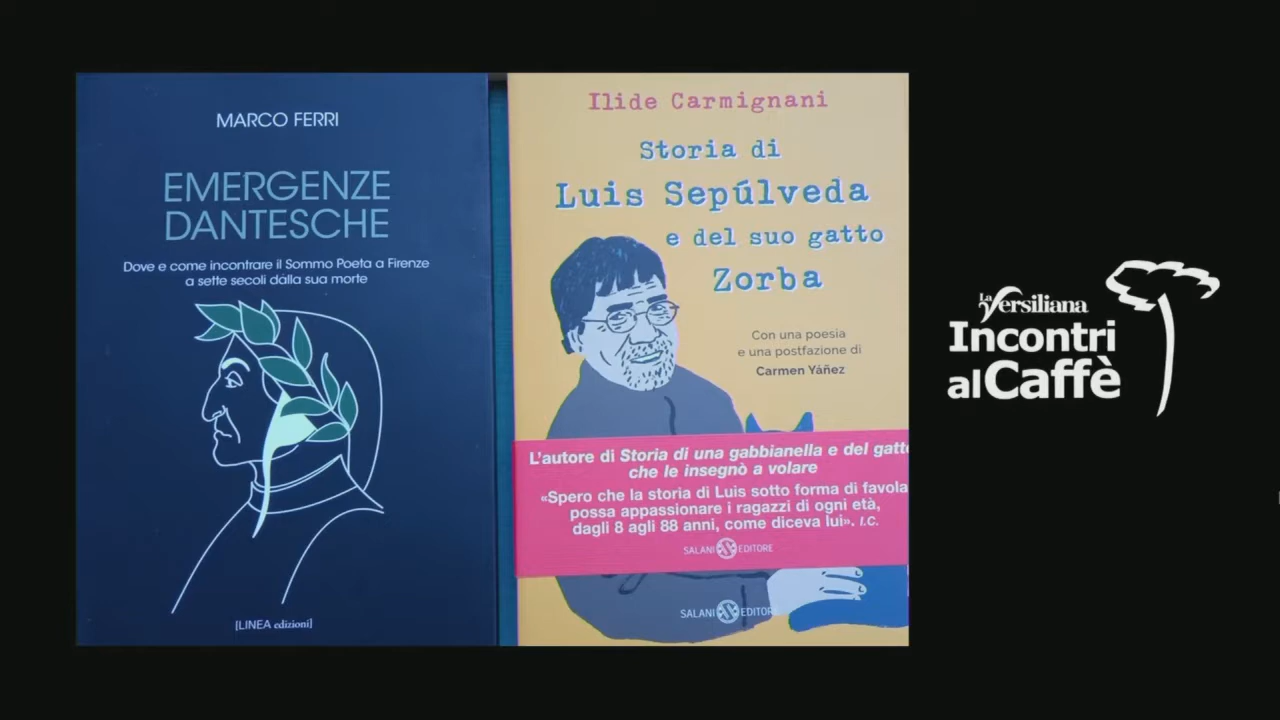 MARCO FERRI
EMERGENZE
DANTESCHE
Dove e come incontrare il Sommo Poeta a Firenze
a sette secoli dalla sua morte
[LINEA edizioni]
Ilide Carmignani
Storia di
Luis Sepúlveda
e del suo gatto
Zorba
Con una poesia
e una postfazione di
Carmen Yáñez
L'autore di Storia di una gabbianella e del gatto
che le insegnò a volare
«Spero che la storia di Luis sotto forma di favola
possa appassionare i ragazzi di ogni età,
dagli 8 agli 88 anni, come diceva lui». I.C.
SALANI EDITORE
SALANI EDITORE
La Versiliana
Incontri
al Caffè